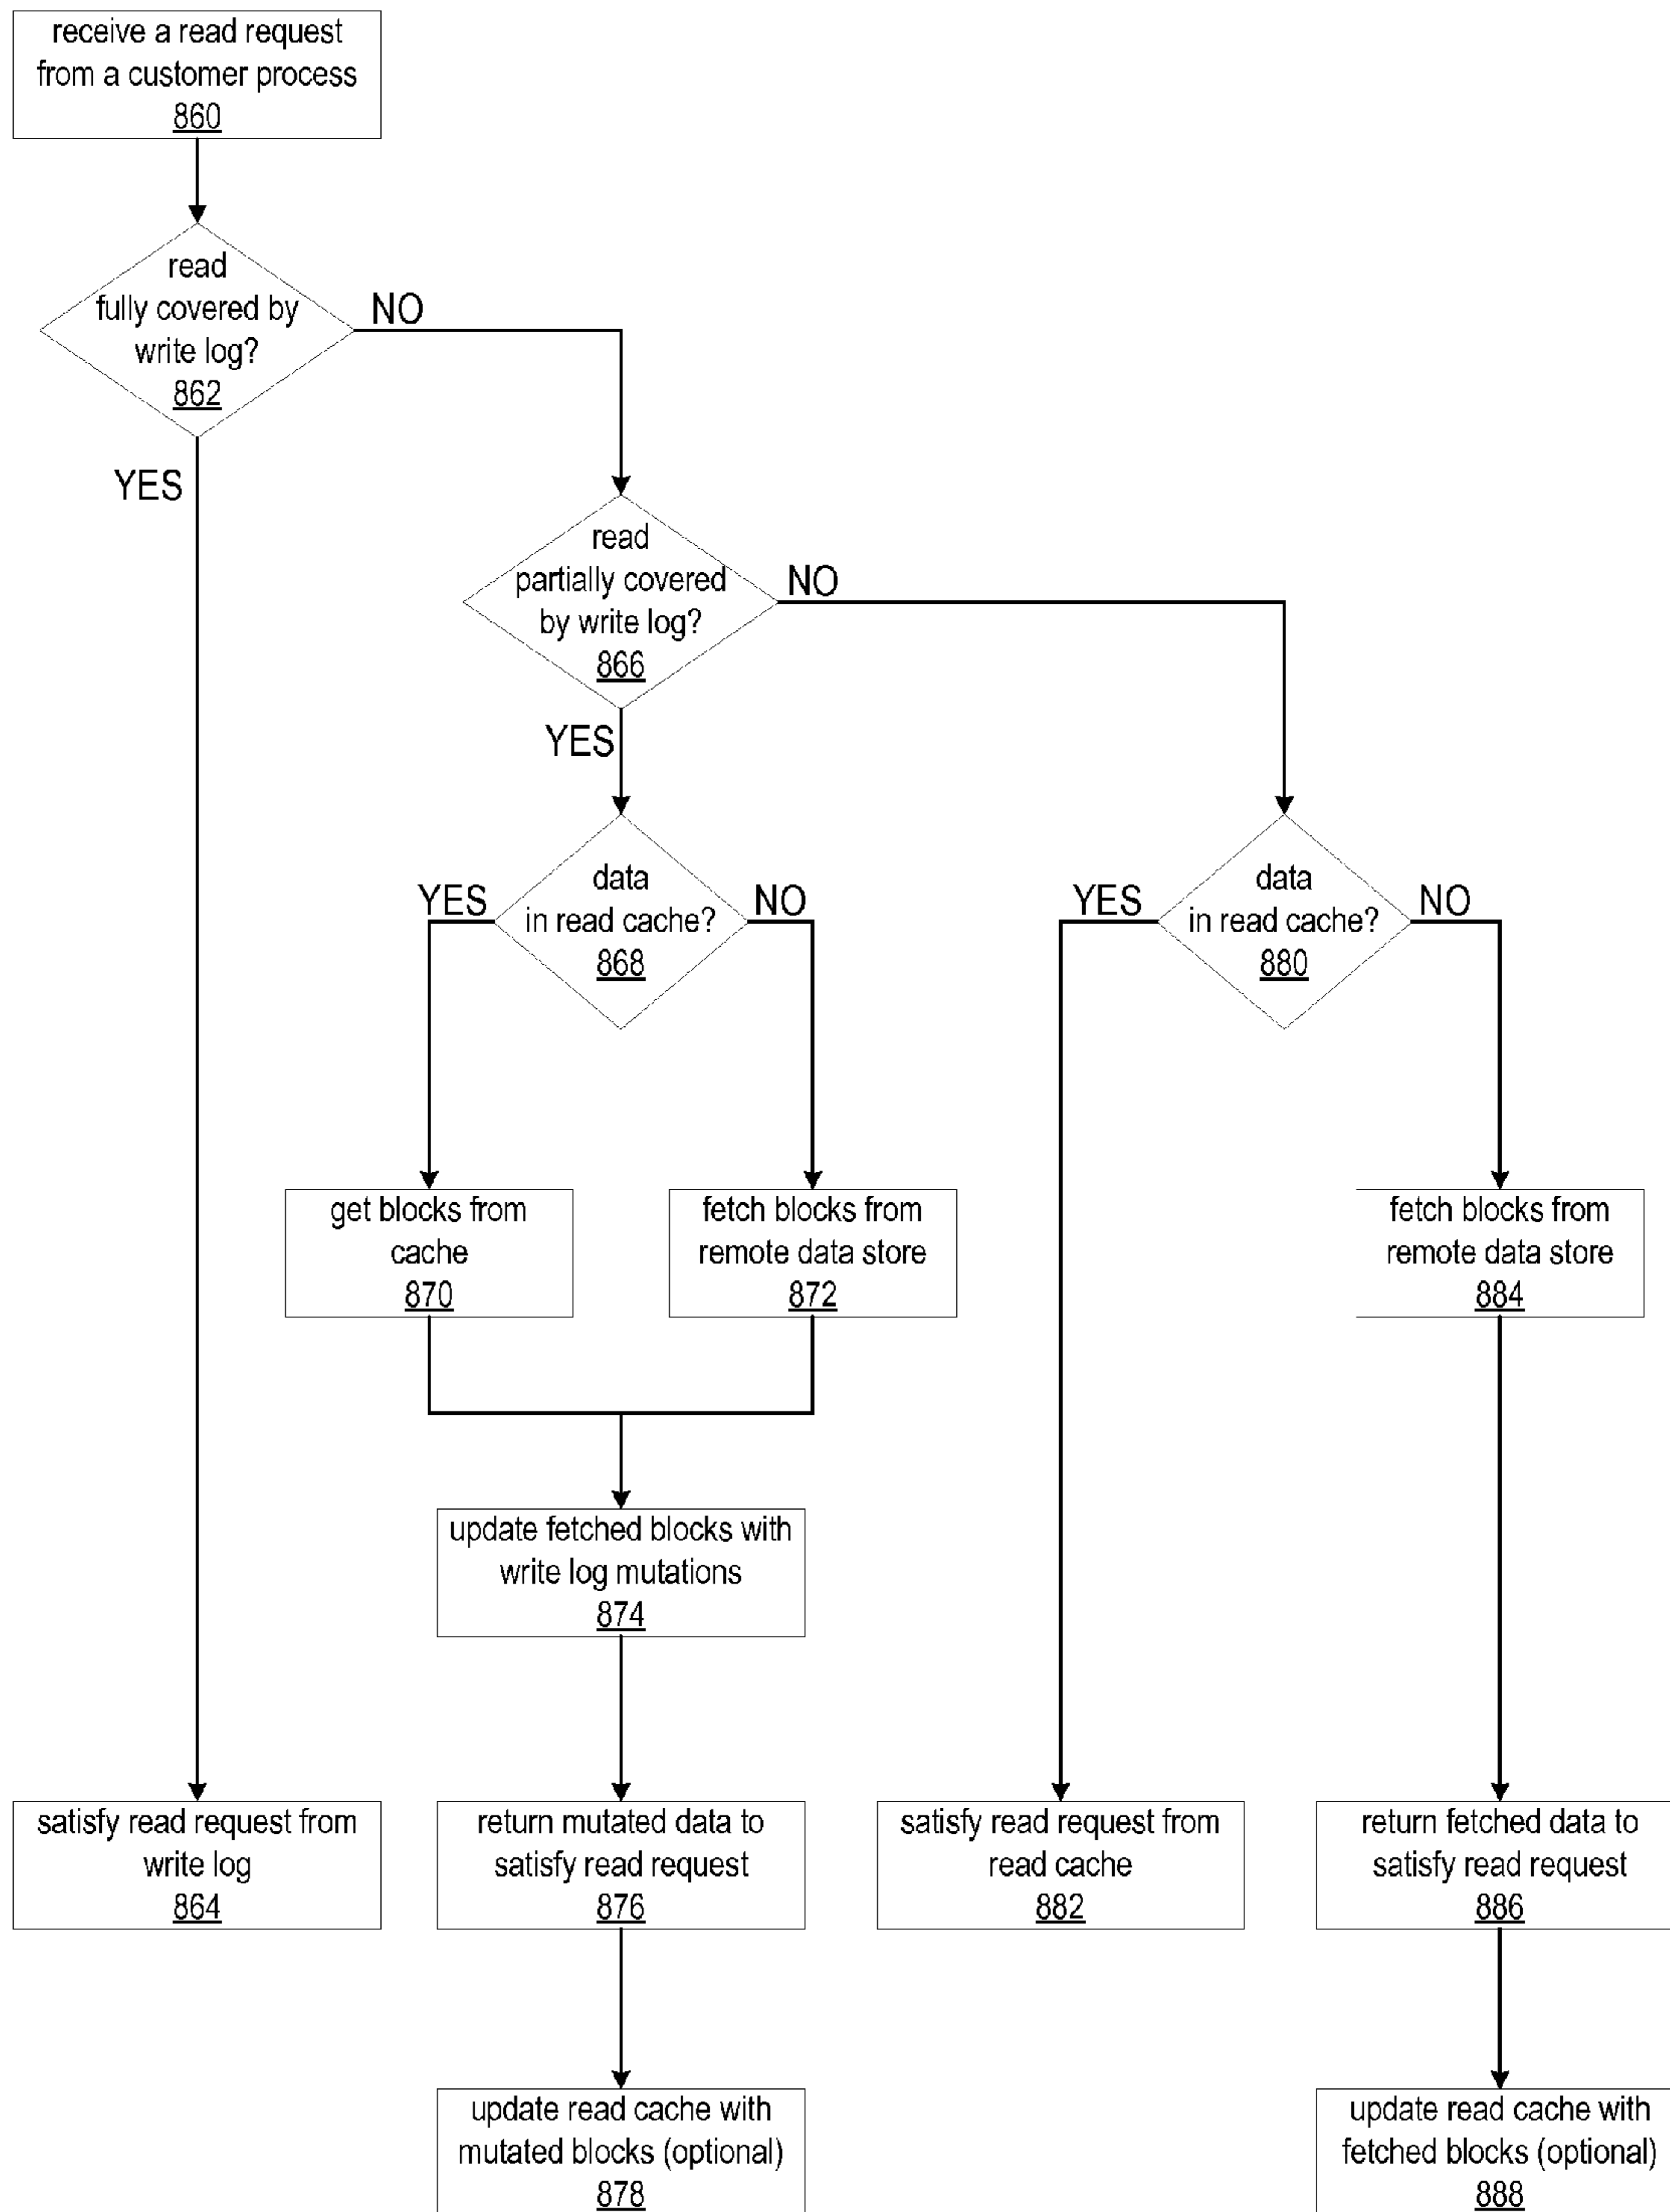 receive a read request
from a customer process
860
read
fully covered by
write log?
862
NO
YES
read
partially covered
by write log?
866
NO
YES
data
in read cache?
868
YES
NO
data
in read cache?
880
YES
NO
get blocks from
cache
870
fetch blocks from
remote data store
872
fetch blocks from
remote data store
884
update fetched blocks with
write log mutations
874
satisfy read request from
write log
864
return mutated data to
satisfy read request
876
satisfy read request from
read cache
882
return fetched data to
satisfy read request
886
update read cache with
mutated blocks (optional)
878
update read cache with
fetched blocks (optional)
888